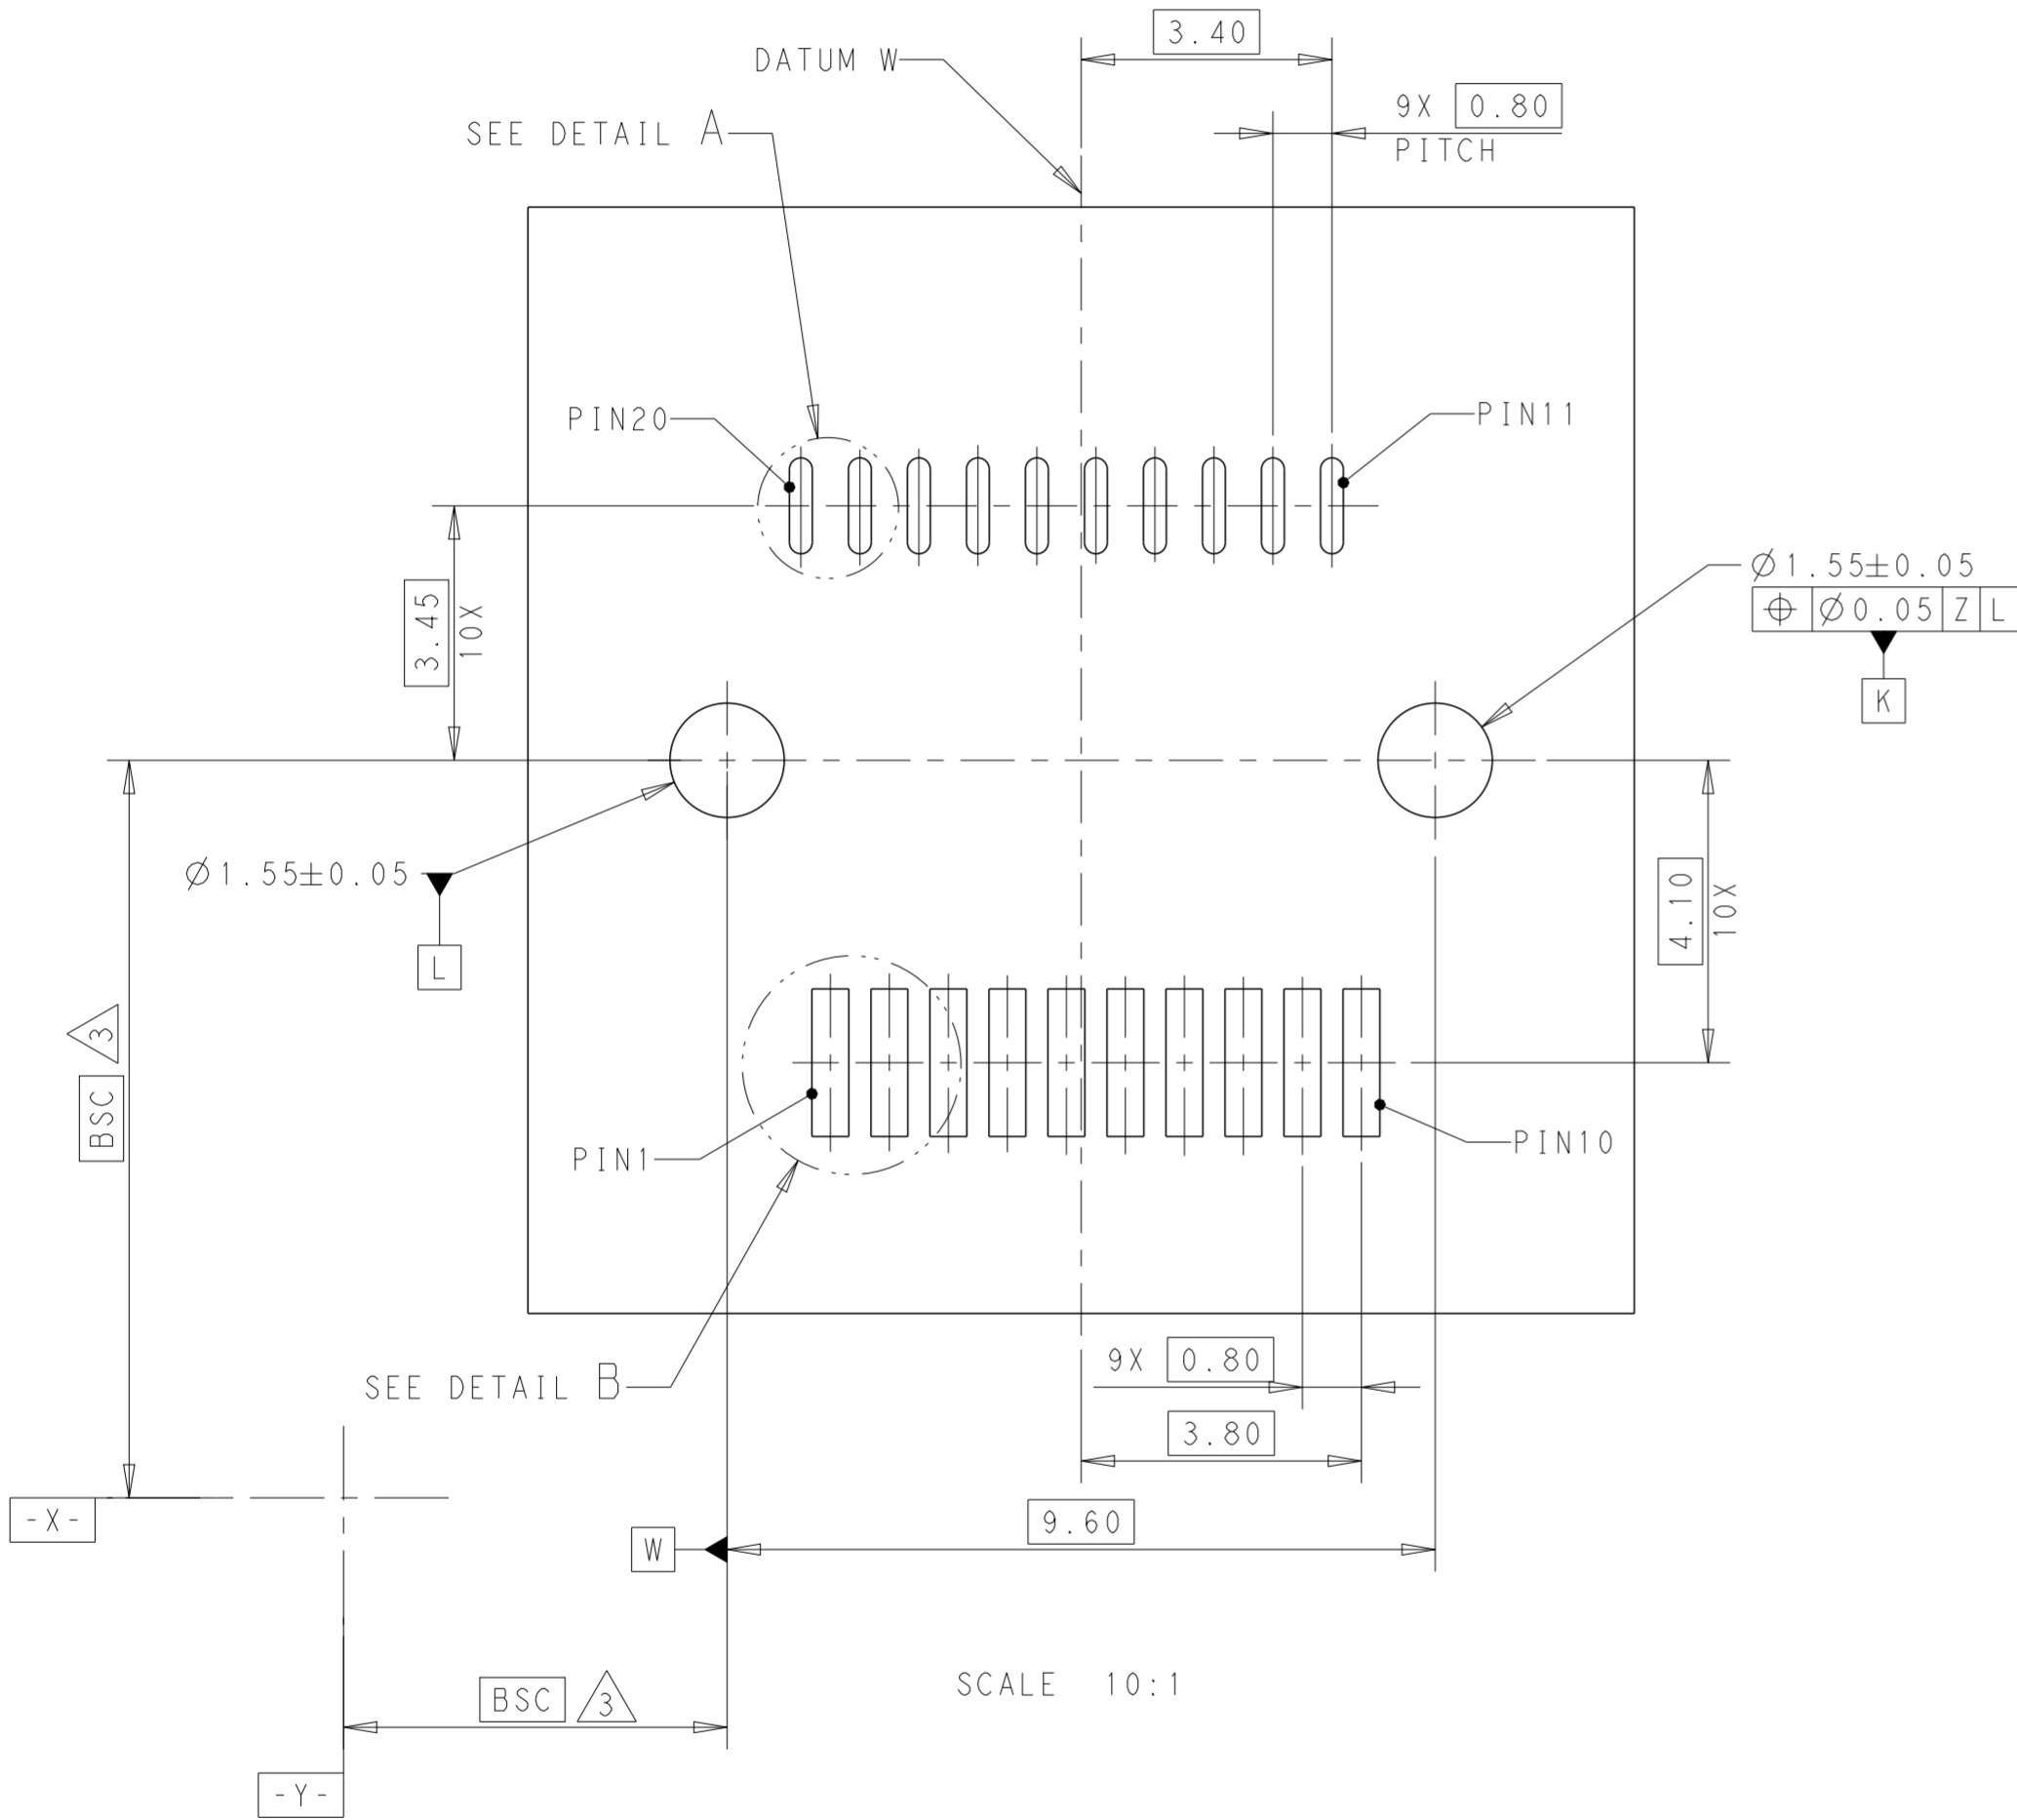 3.40
DATUM W
9X 0.80
PITCH
SEE DETAIL A
PIN20
PIN11
Ø1.55±0.05
⌖ Ø0.05 Z L
K
3.45
10X
Ø1.55±0.05
L
4.10
10X
3
BSC
PIN1
PIN10
9X 0.80
SEE DETAIL B
3.80
9.60
-X-
W
SCALE 10:1
BSC 3
-Y-